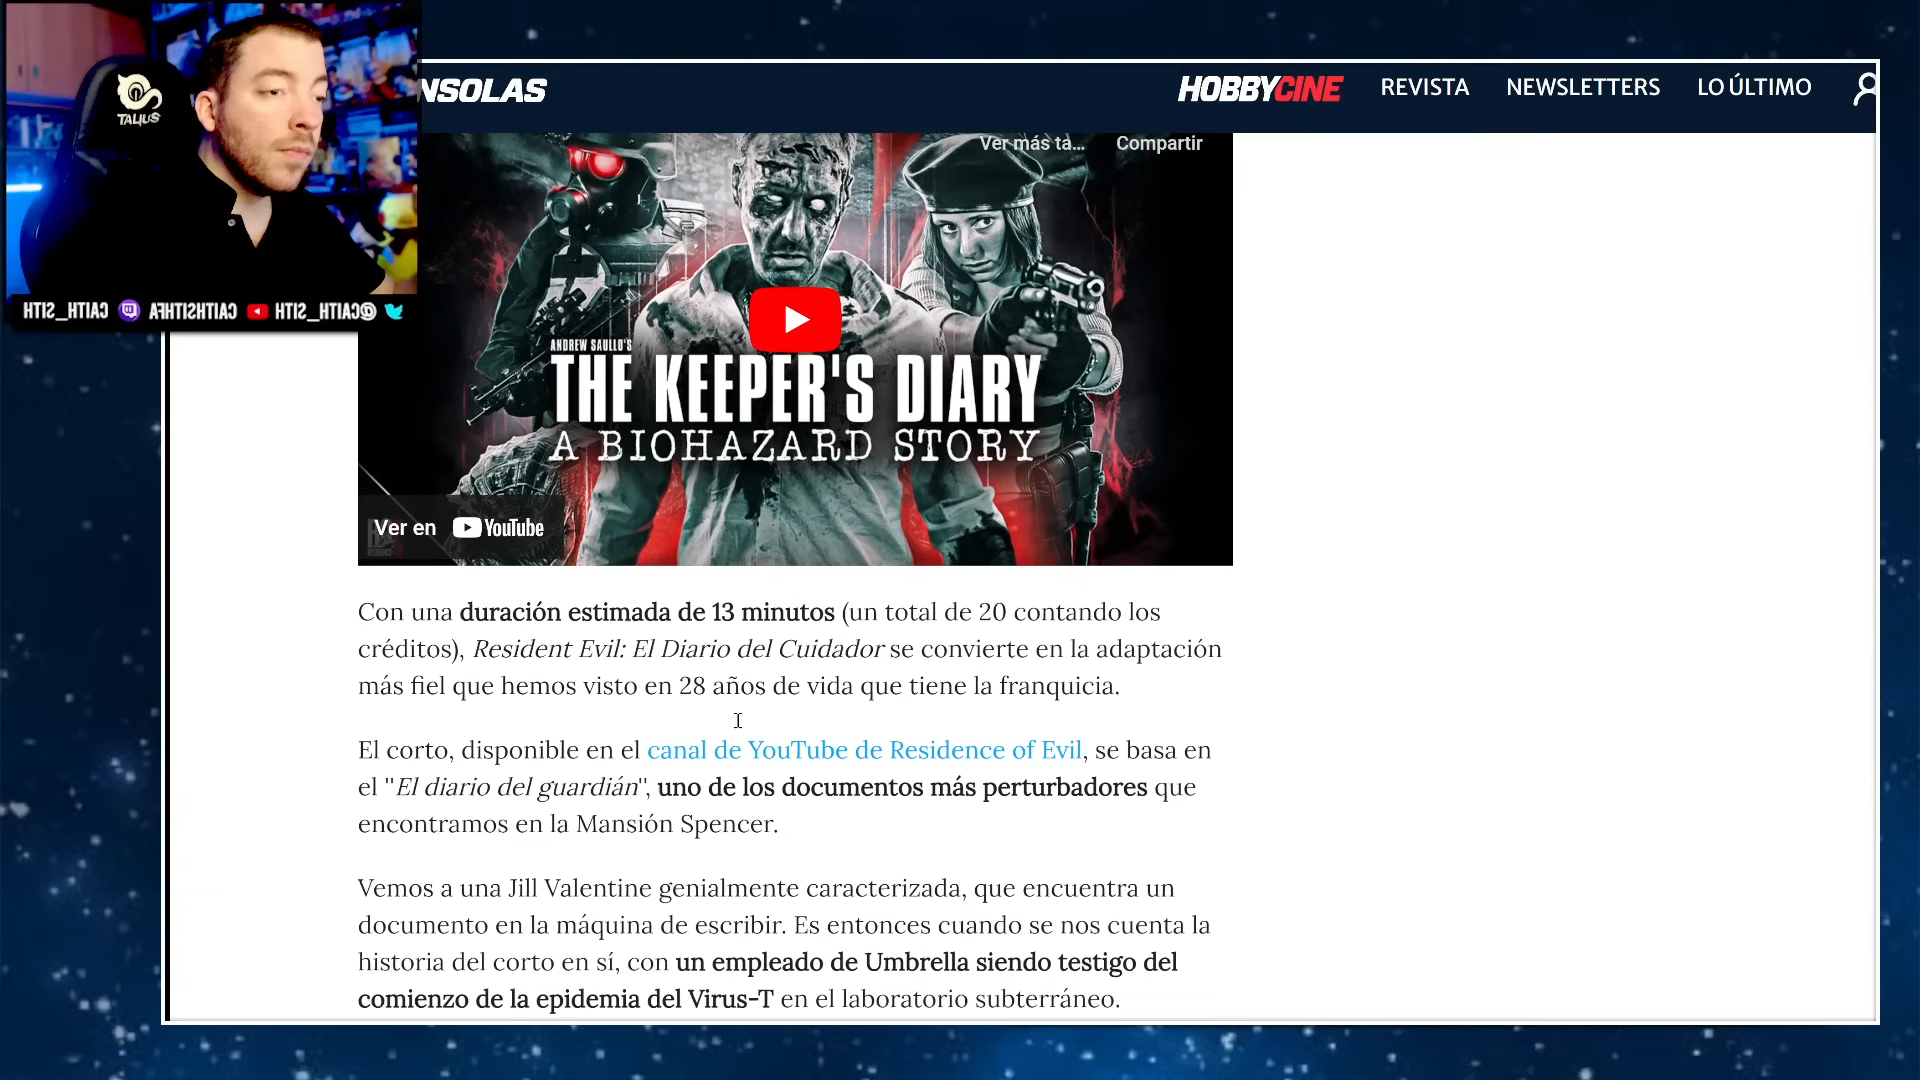 TALIUS
CAITH_SITH CAITHSITHFA @CAITH_SITH
NSOLAS
HOBBYCINE REVISTA NEWSLETTERS LO ÚLTIMO
Ver más ta... Compartir
ANDREW SAULLO'S
THE KEEPER'S DIARY
A BIOHAZARD STORY
Ver en YouTube
Con una duración estimada de 13 minutos (un total de 20 contando los
créditos), Resident Evil: El Diario del Cuidador se convierte en la adaptación
más fiel que hemos visto en 28 años de vida que tiene la franquicia.
El corto, disponible en el canal de YouTube de Residence of Evil, se basa en
el "El diario del guardián", uno de los documentos más perturbadores que
encontramos en la Mansión Spencer.
Vemos a una Jill Valentine genialmente caracterizada, que encuentra un
documento en la máquina de escribir. Es entonces cuando se nos cuenta la
historia del corto en sí, con un empleado de Umbrella siendo testigo del
comienzo de la epidemia del Virus-T en el laboratorio subterráneo.